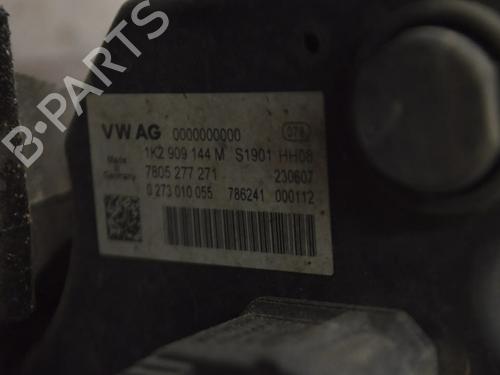 VW AG 0000000000 078
1K2 909 144 M S1901 HH08
Made in Germany 7805 277 271 230607
0 273 010 055 786241 000112
B-PARTS